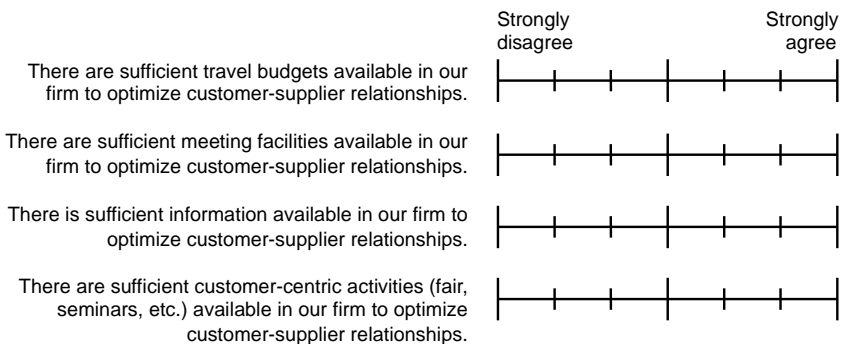 Strongly disagree
Strongly agree
There are sufficient travel budgets available in our
firm to optimize customer-supplier relationships.
There are sufficient meeting facilities available in our
firm to optimize customer-supplier relationships.
There is sufficient information available in our firm to
optimize customer-supplier relationships.
There are sufficient customer-centric activities (fair,
seminars, etc.) available in our firm to optimize
customer-supplier relationships.